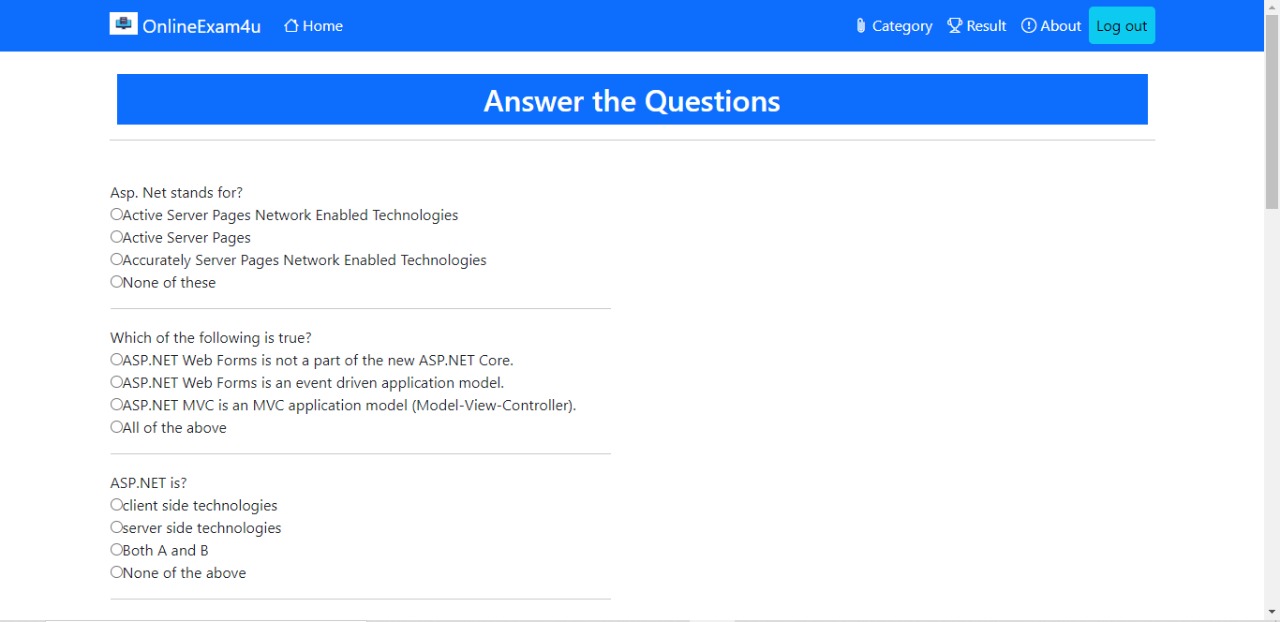 OnlineExam4u Home Category Result About Log out
Answer the Questions
Asp. Net stands for?
Active Server Pages Network Enabled Technologies
Active Server Pages
Accurately Server Pages Network Enabled Technologies
None of these
Which of the following is true?
ASP.NET Web Forms is not a part of the new ASP.NET Core.
ASP.NET Web Forms is an event driven application model.
ASP.NET MVC is an MVC application model (Model-View-Controller).
All of the above
ASP.NET is?
client side technologies
server side technologies
Both A and B
None of the above